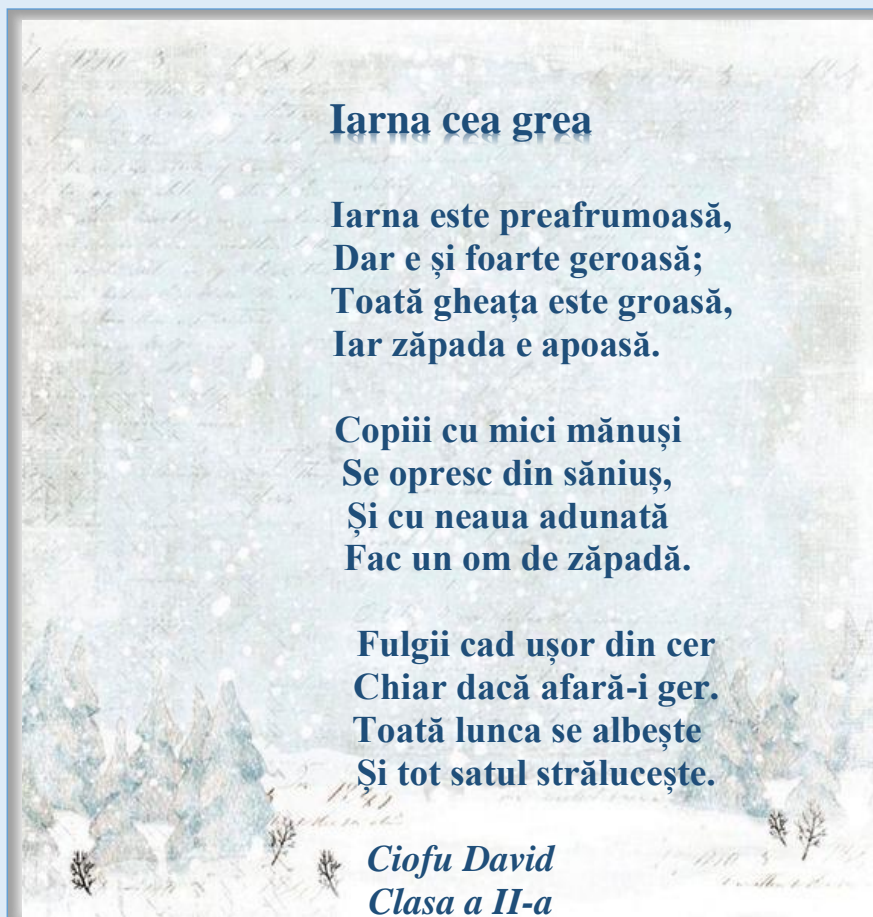 Iarna cea grea
Iarna este preafrumoasă,
Dar e și foarte geroasă;
Toată gheața este groasă,
Iar zăpada e apoasă.
Copiii cu mici mănuși
Se opresc din săniuș,
Și cu neaua adunată
Fac un om de zăpadă.
Fulgii cad ușor din cer
Chiar dacă afară-i ger.
Toată lunca se albește
Și tot satul strălucește.
Ciofu David
Clasa a II-a